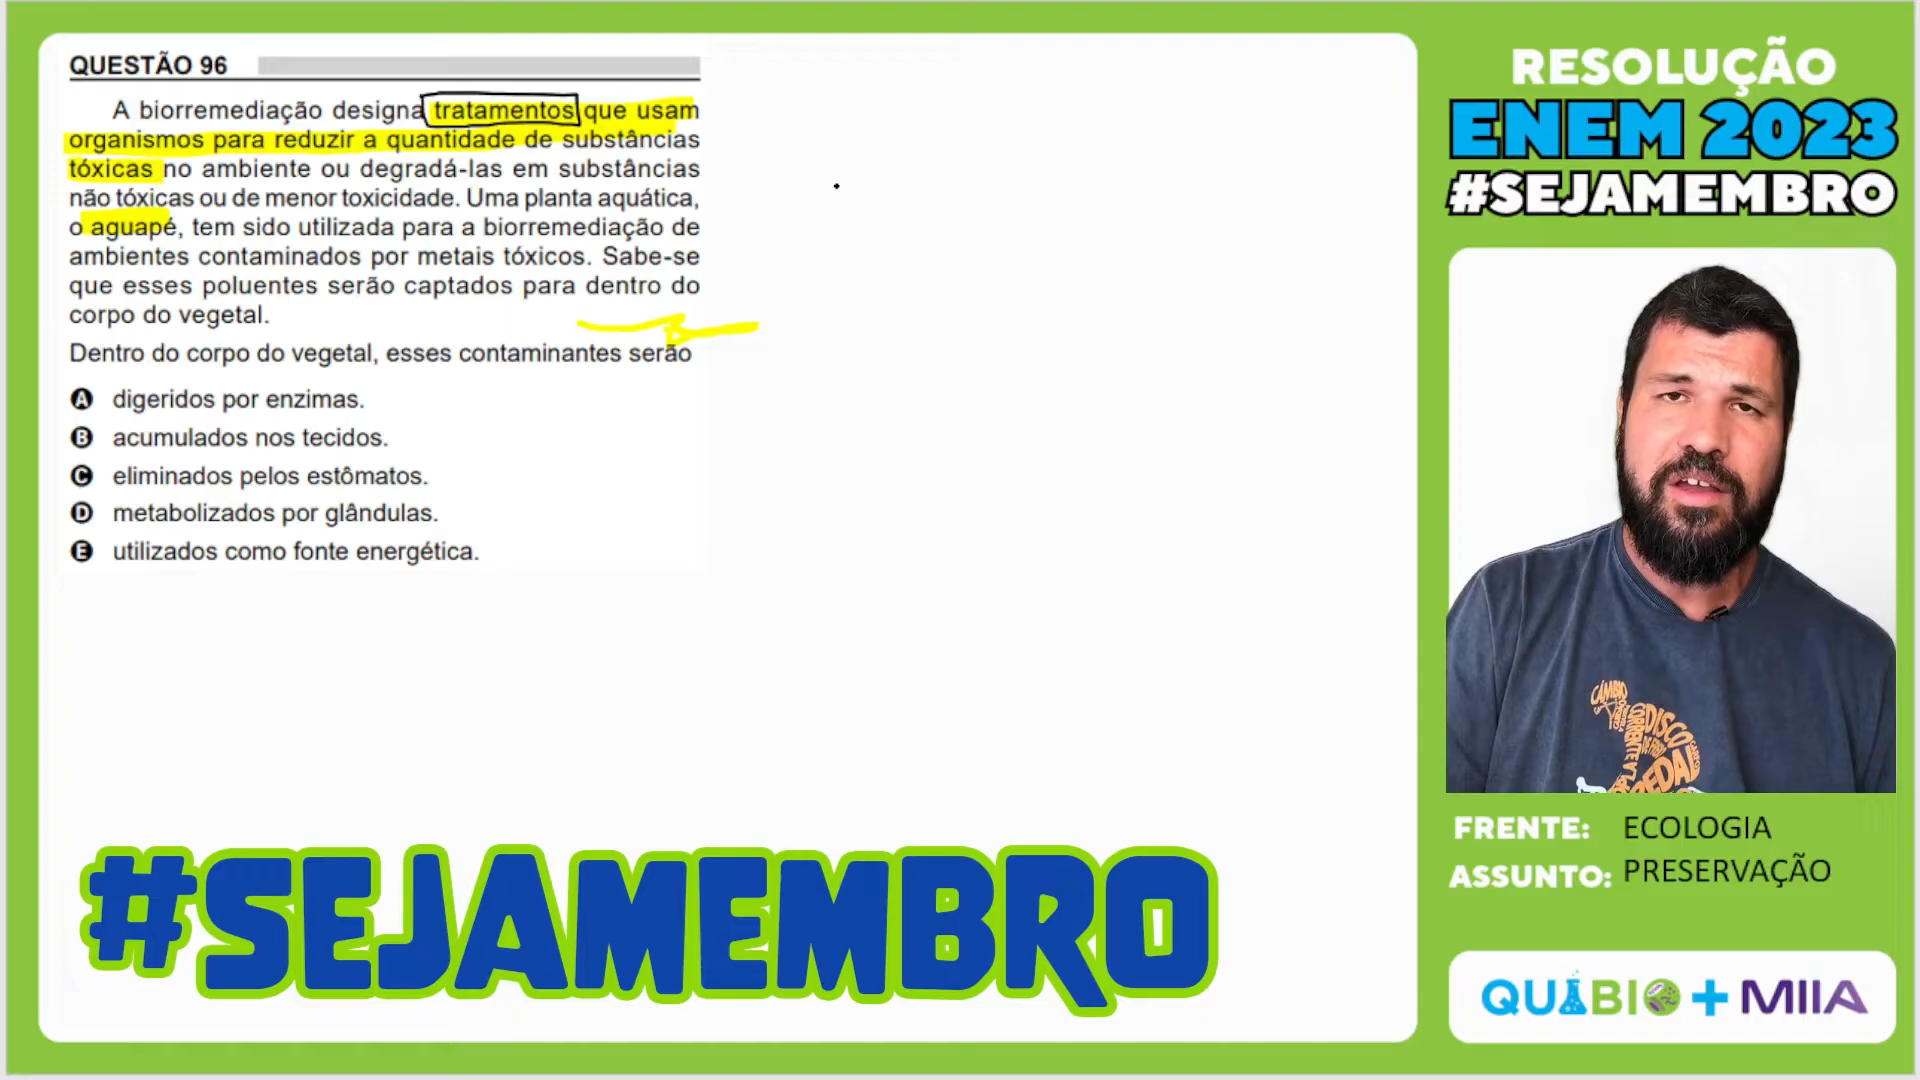 QUESTÃO 96
A biorremediação designa tratamentos que usam
organismos para reduzir a quantidade de substâncias
tóxicas no ambiente ou degradá-las em substâncias
não tóxicas ou de menor toxicidade. Uma planta aquática,
o aguapé, tem sido utilizada para a biorremediação de
ambientes contaminados por metais tóxicos. Sabe-se
que esses poluentes serão captados para dentro do
corpo do vegetal.
Dentro do corpo do vegetal, esses contaminantes serão
A digeridos por enzimas.
B acumulados nos tecidos.
C eliminados pelos estômatos.
D metabolizados por glândulas.
E utilizados como fonte energética.
#SEJAMEMBRO
RESOLUÇÃO
ENEM 2023
#SEJAMEMBRO
CÂMBIO
DISCO
FRENTE: ECOLOGIA
ASSUNTO: PRESERVAÇÃO
QUIBIO + MIIA